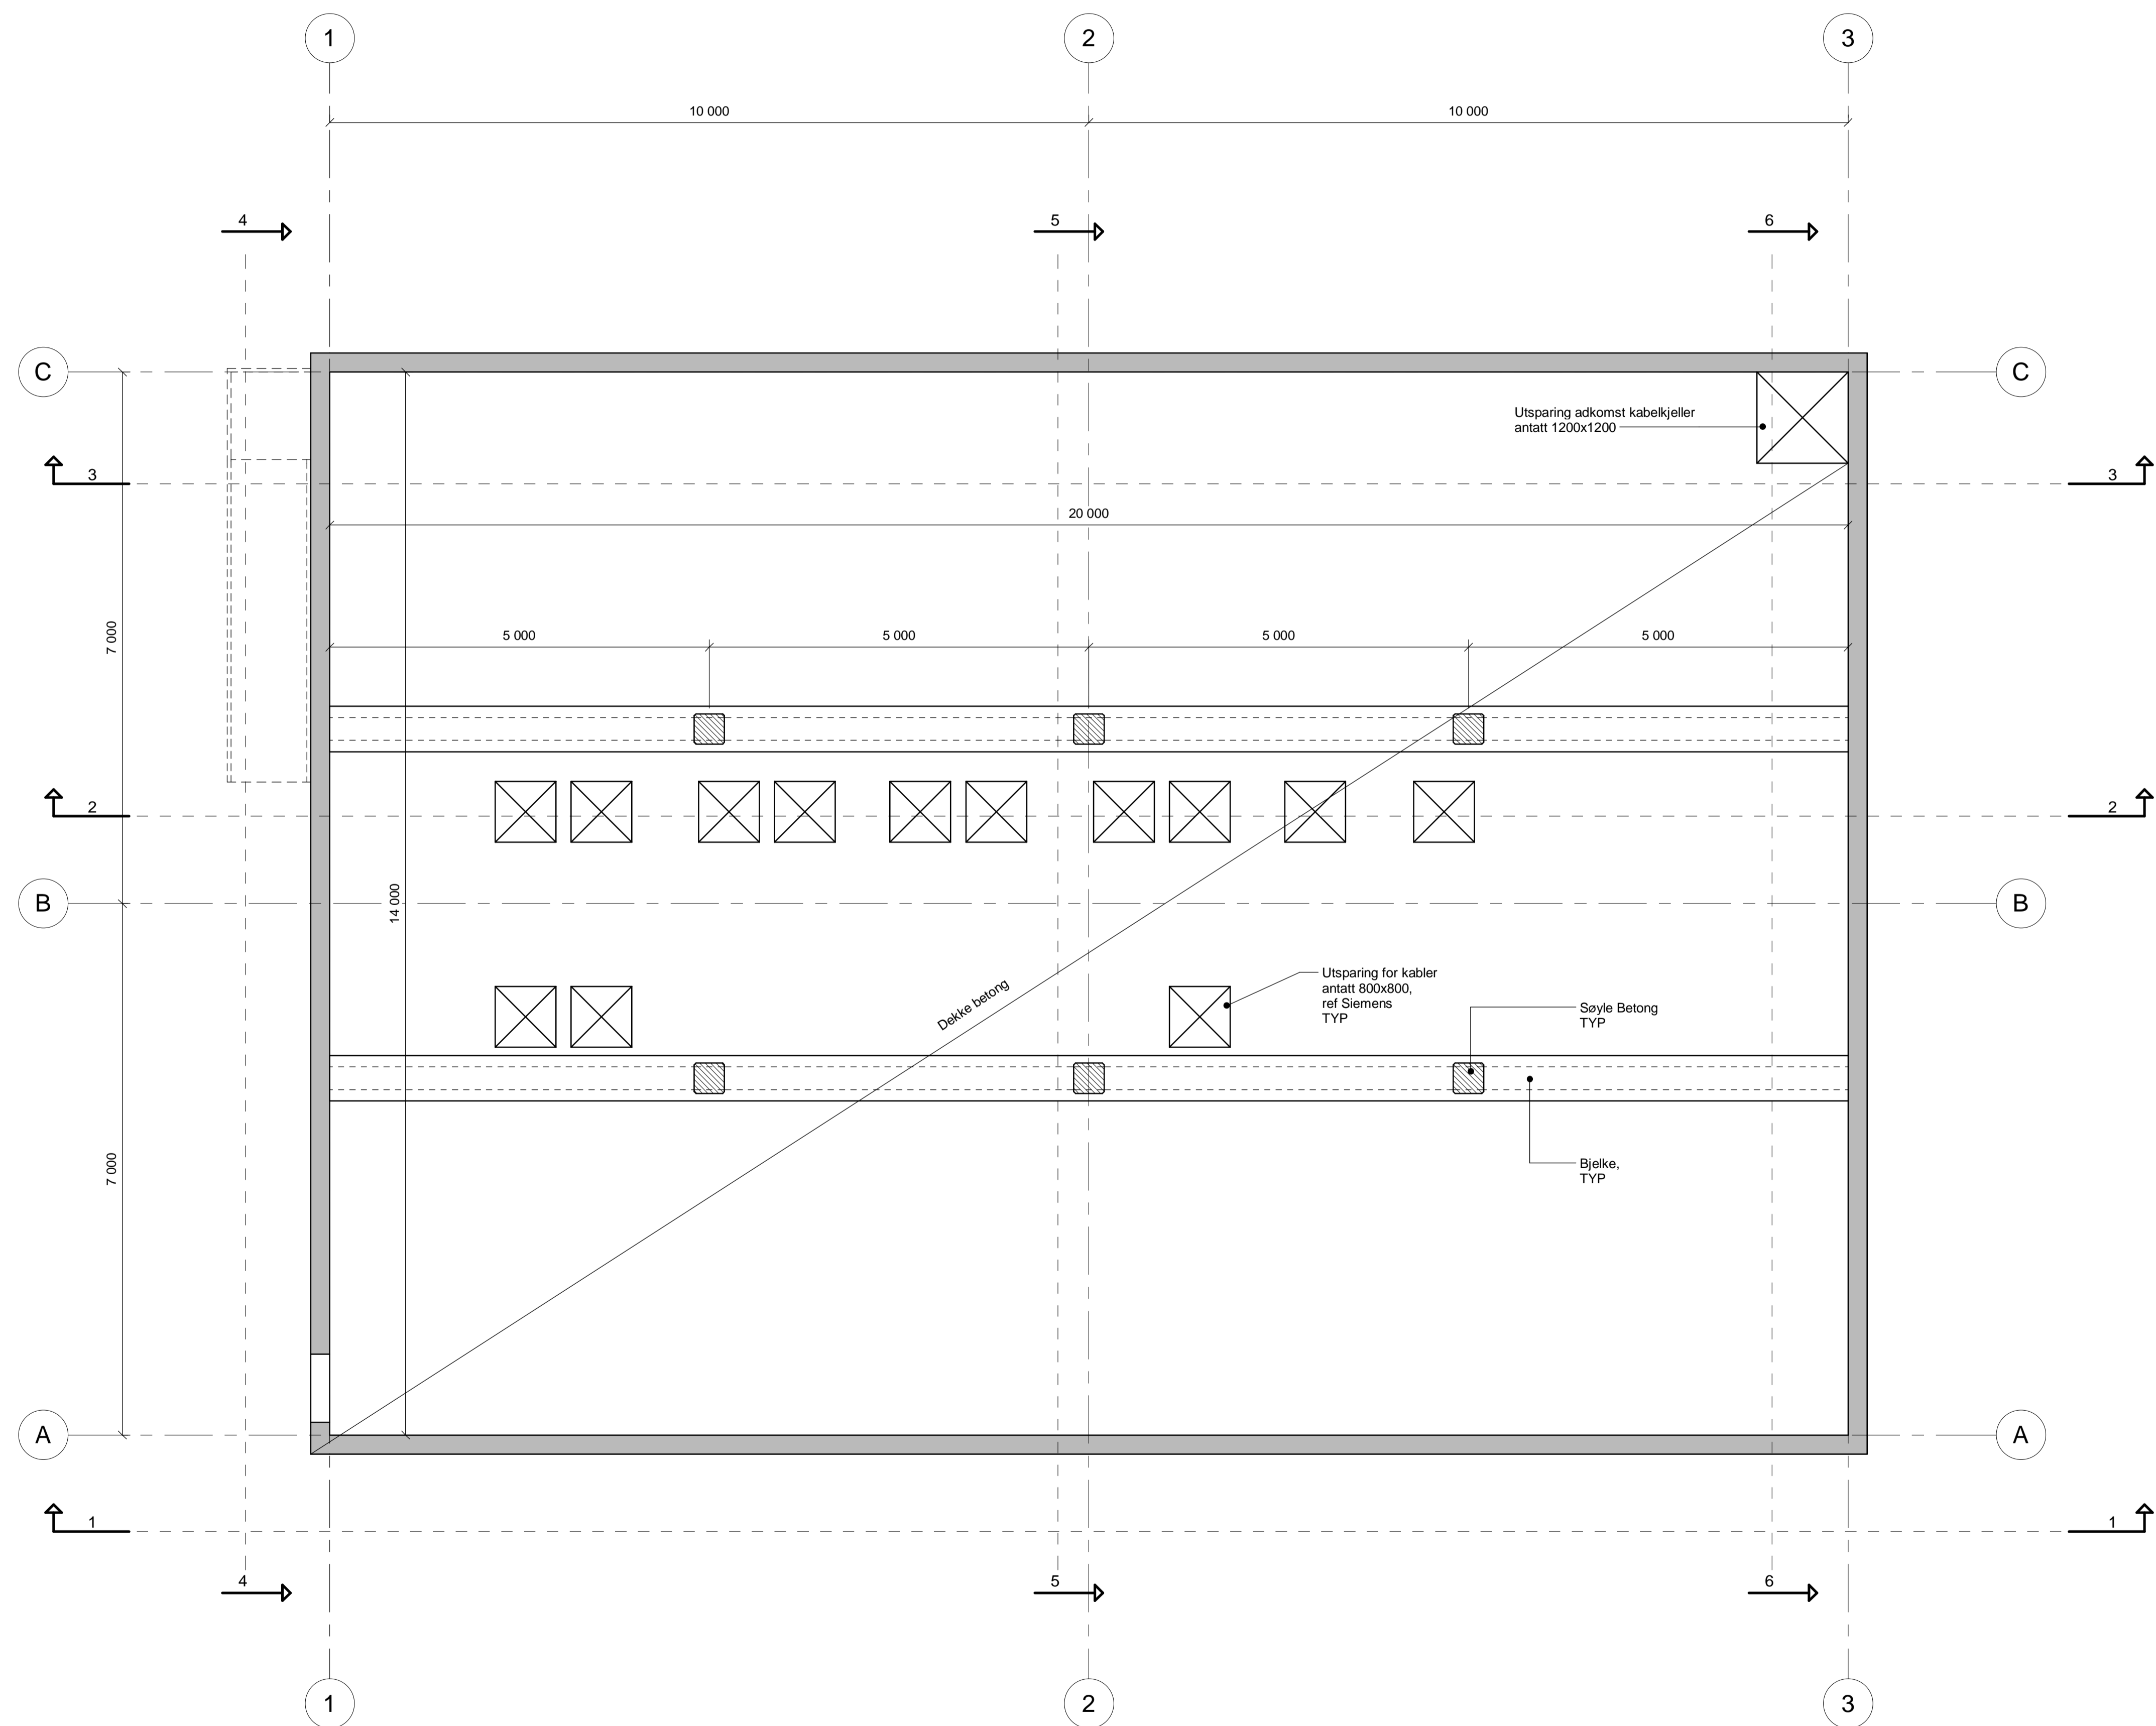 1
2
3
10 000
10 000
4
5
6
C
C
Utsparing adkomst kabelkjeller
antatt 1200x1200
3
3
20 000
7 000
5 000
5 000
5 000
5 000
2
2
14 000
B
B
Dekke betong
Utsparing for kabler
antatt 800x800,
ref Siemens
TYP
Søyle Betong
TYP
7 000
Bjelke,
TYP
A
A
1
1
4
5
6
1
2
3